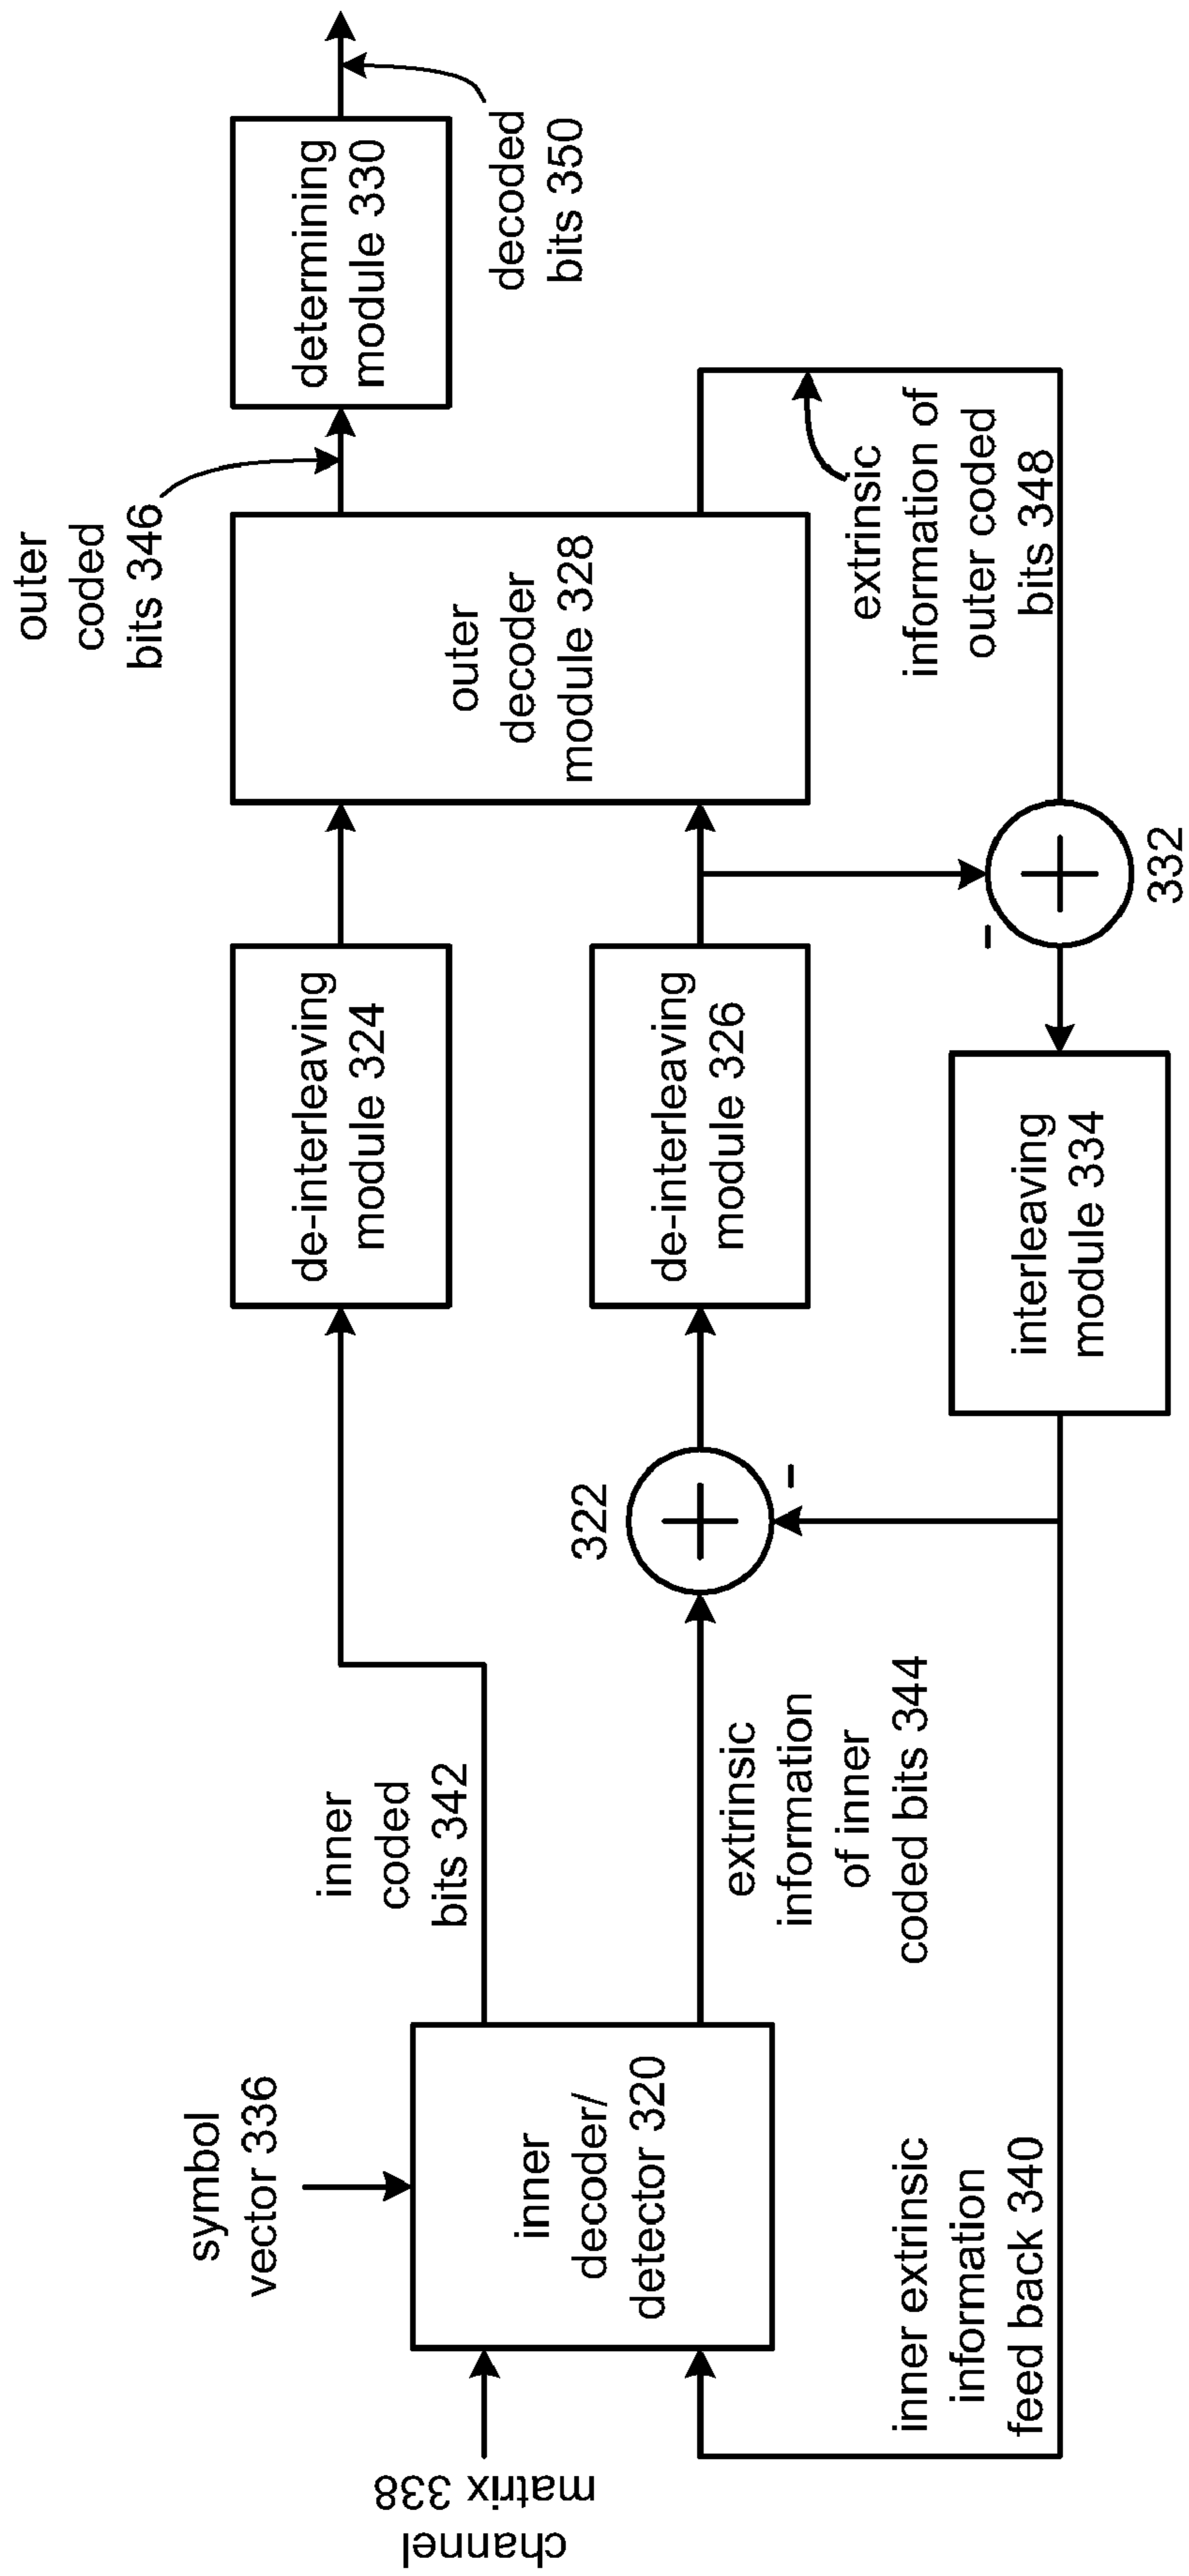 symbol
vector 336
channel
matrix 338
inner
decoder/
detector 320
inner extrinsic
information
feed back 340
inner
coded
bits 342
extrinsic
information
of inner
coded bits 344
322
-
de-interleaving
module 324
de-interleaving
module 326
interleaving
module 334
-
332
outer
decoder
module 328
outer
coded
bits 346
extrinsic
information of
outer coded
bits 348
determining
module 330
decoded
bits 350